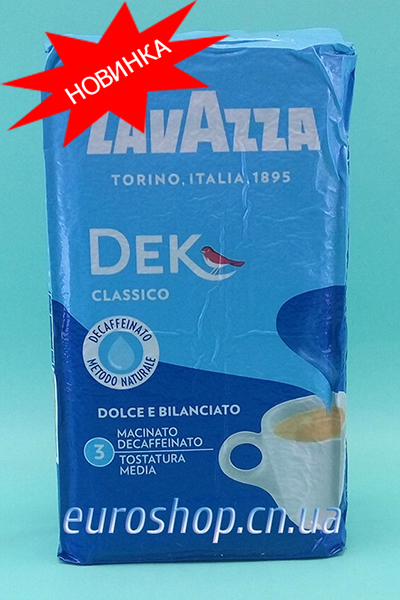 НОВИНКА
LAVAZZA
TORINO, ITALIA, 1895
DEK
CLASSICO
DECAFFEINATO
METODO NATURALE
DOLCE E BILANCIATO
3
MACINATO
DECAFFEINATO
TOSTATURA
MEDIA
euroshop.cn.ua